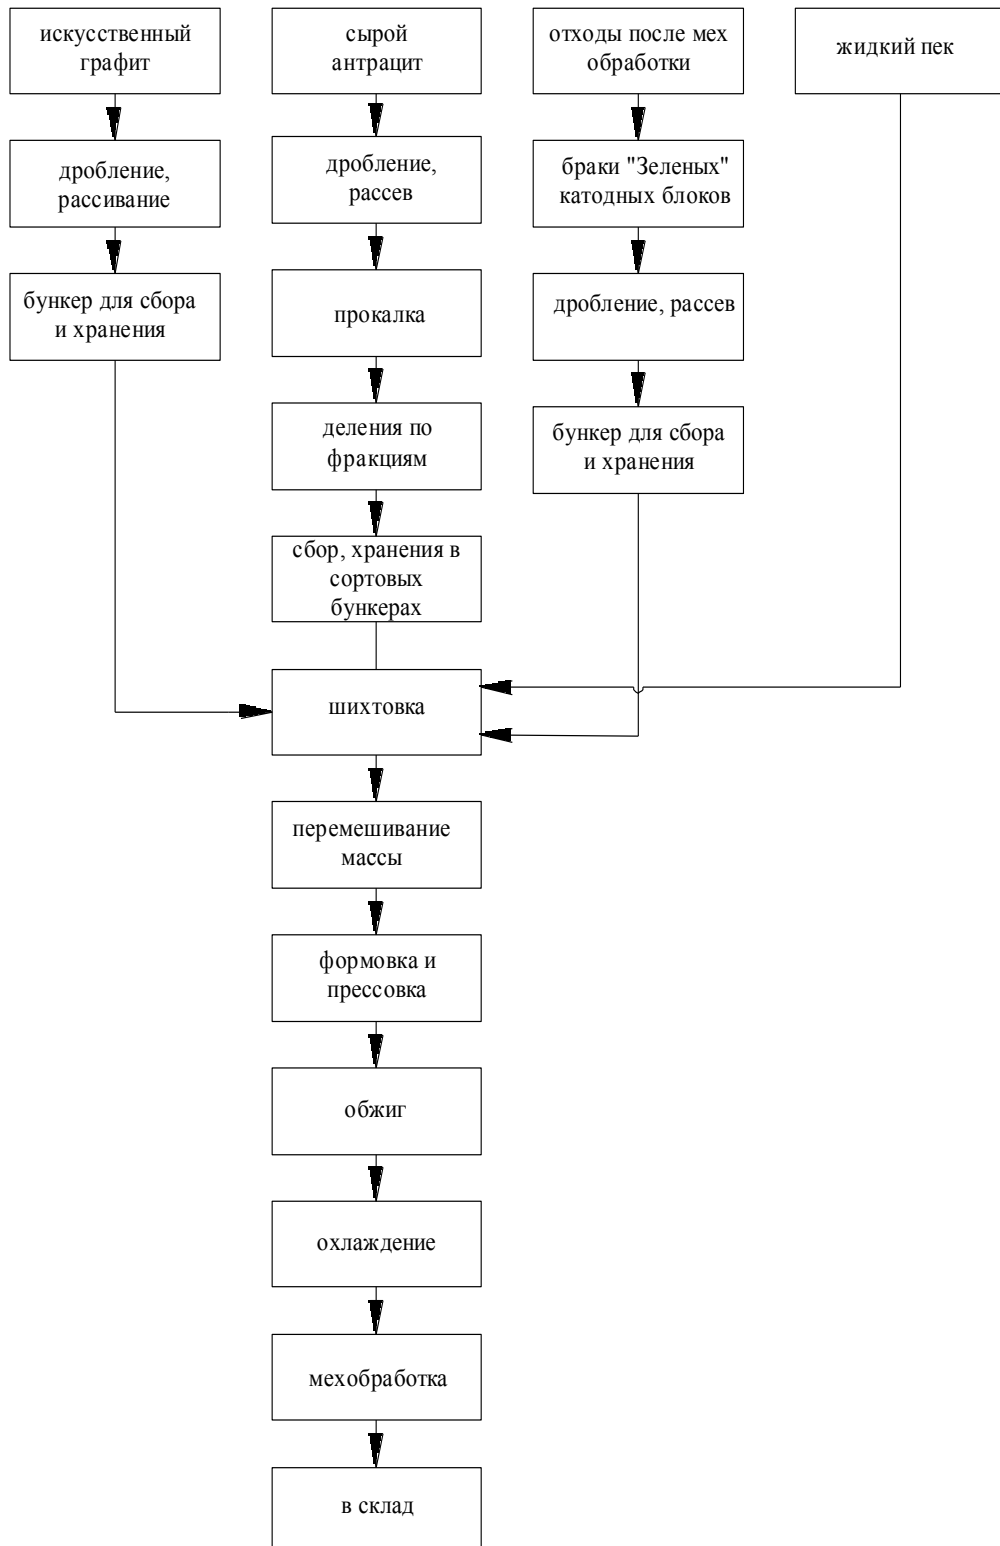 искусственный
графит
сырой
антрацит
отходы после мех
обработки
жидкий пек
дробление,
рассивание
дробление,
рассев
браки "Зеленых"
катодных блоков
бункер для сбора
и хранения
прокалка
дробление, рассев
деления по
фракциям
бункер для сбора
и хранения
сбор, хранения в
сортовых
бункерах
шихтовка
перемешивание
массы
формовка и
прессовка
обжиг
охлаждение
мехобработка
в склад